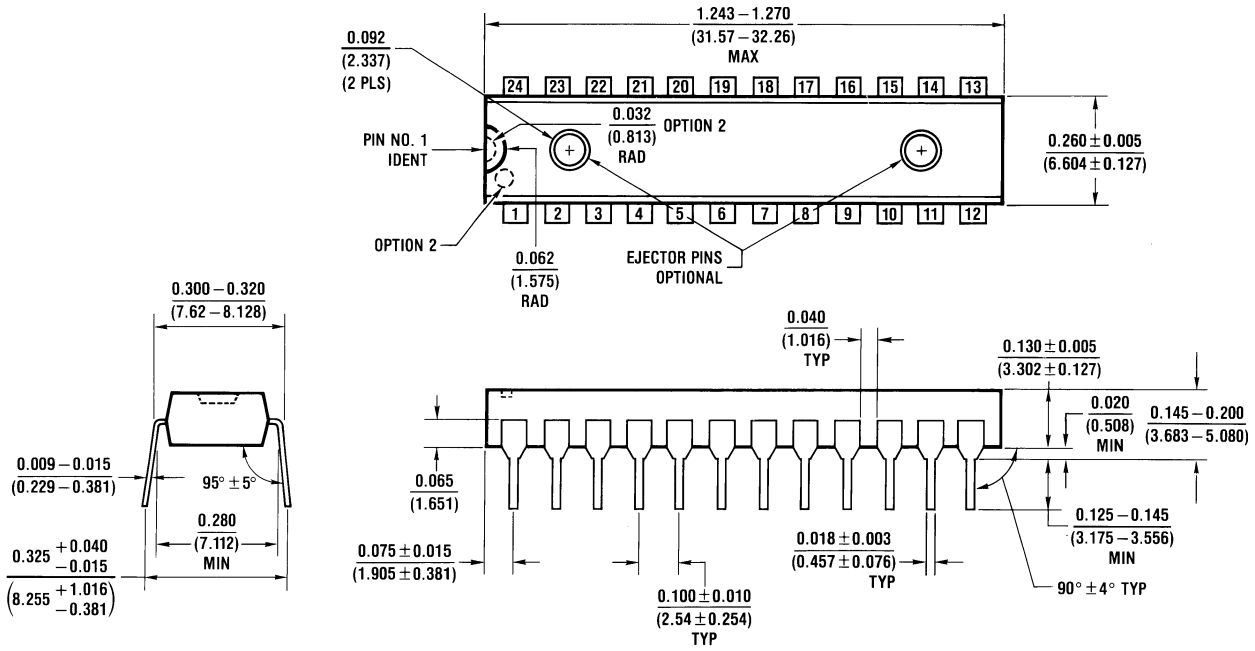 1.243–1.270
(31.57–32.26)
MAX
0.092
(2.337)
(2 PLS)
24 23 22 21 20 19 18 17 16 15 14 13
0.032
(0.813)
RAD
OPTION 2
PIN NO. 1
IDENT
0.260±0.005
(6.604±0.127)
1 2 3 4 5 6 7 8 9 10 11 12
OPTION 2
0.062
(1.575)
RAD
EJECTOR PINS
OPTIONAL
0.300–0.320
(7.62–8.128)
0.040
(1.016)
TYP
0.130±0.005
(3.302±0.127)
0.020
(0.508)
MIN
0.145–0.200
(3.683–5.080)
0.009–0.015
(0.229–0.381)
95° ±5°
0.065
(1.651)
0.280
(7.112)
MIN
0.325 +0.040
−0.015
(8.255 +1.016
−0.381)
0.075±0.015
(1.905±0.381)
0.100±0.010
(2.54±0.254)
TYP
0.018±0.003
(0.457±0.076)
TYP
0.125–0.145
(3.175–3.556)
MIN
90° ±4° TYP